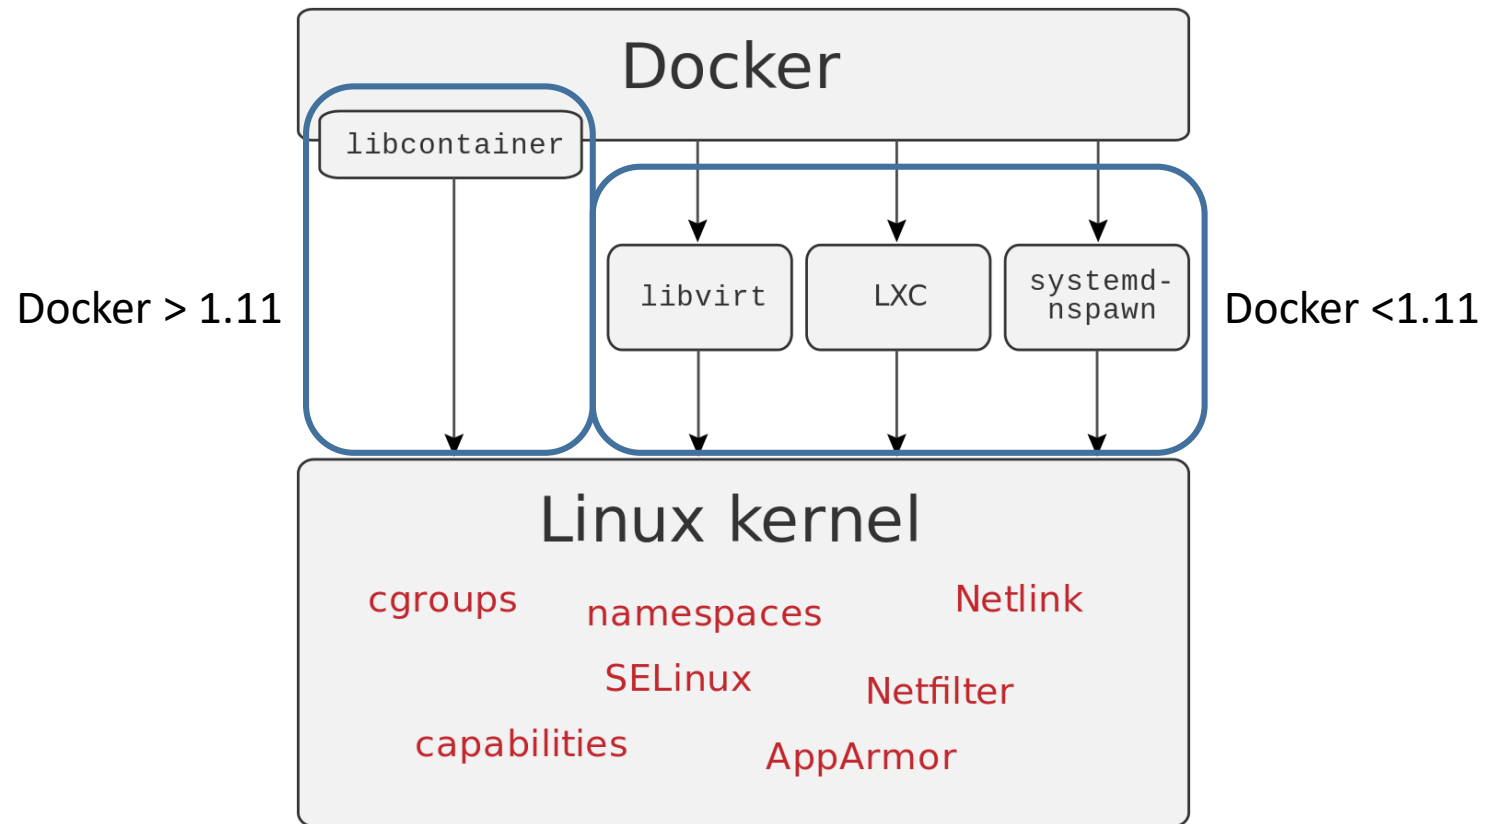 Docker
libcontainer
libvirt
LXC
systemd-
nspawn
Docker > 1.11
Docker <1.11
Linux kernel
cgroups
namespaces
Netlink
SELinux
Netfilter
capabilities
AppArmor